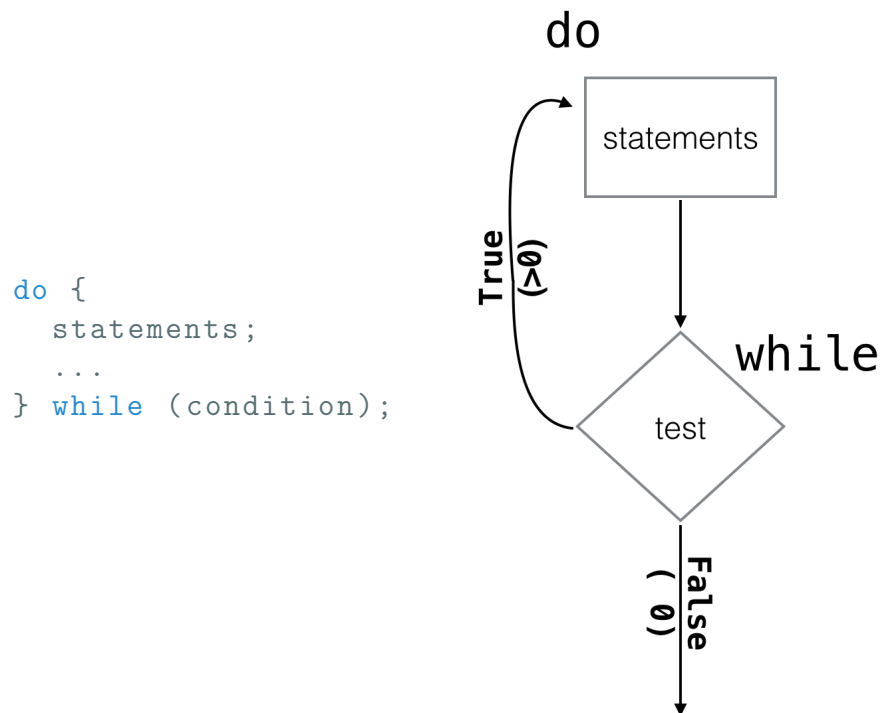 do {
statements;
...
} while (condition);
do
statements
True
(>0)
while
test
False
( 0)